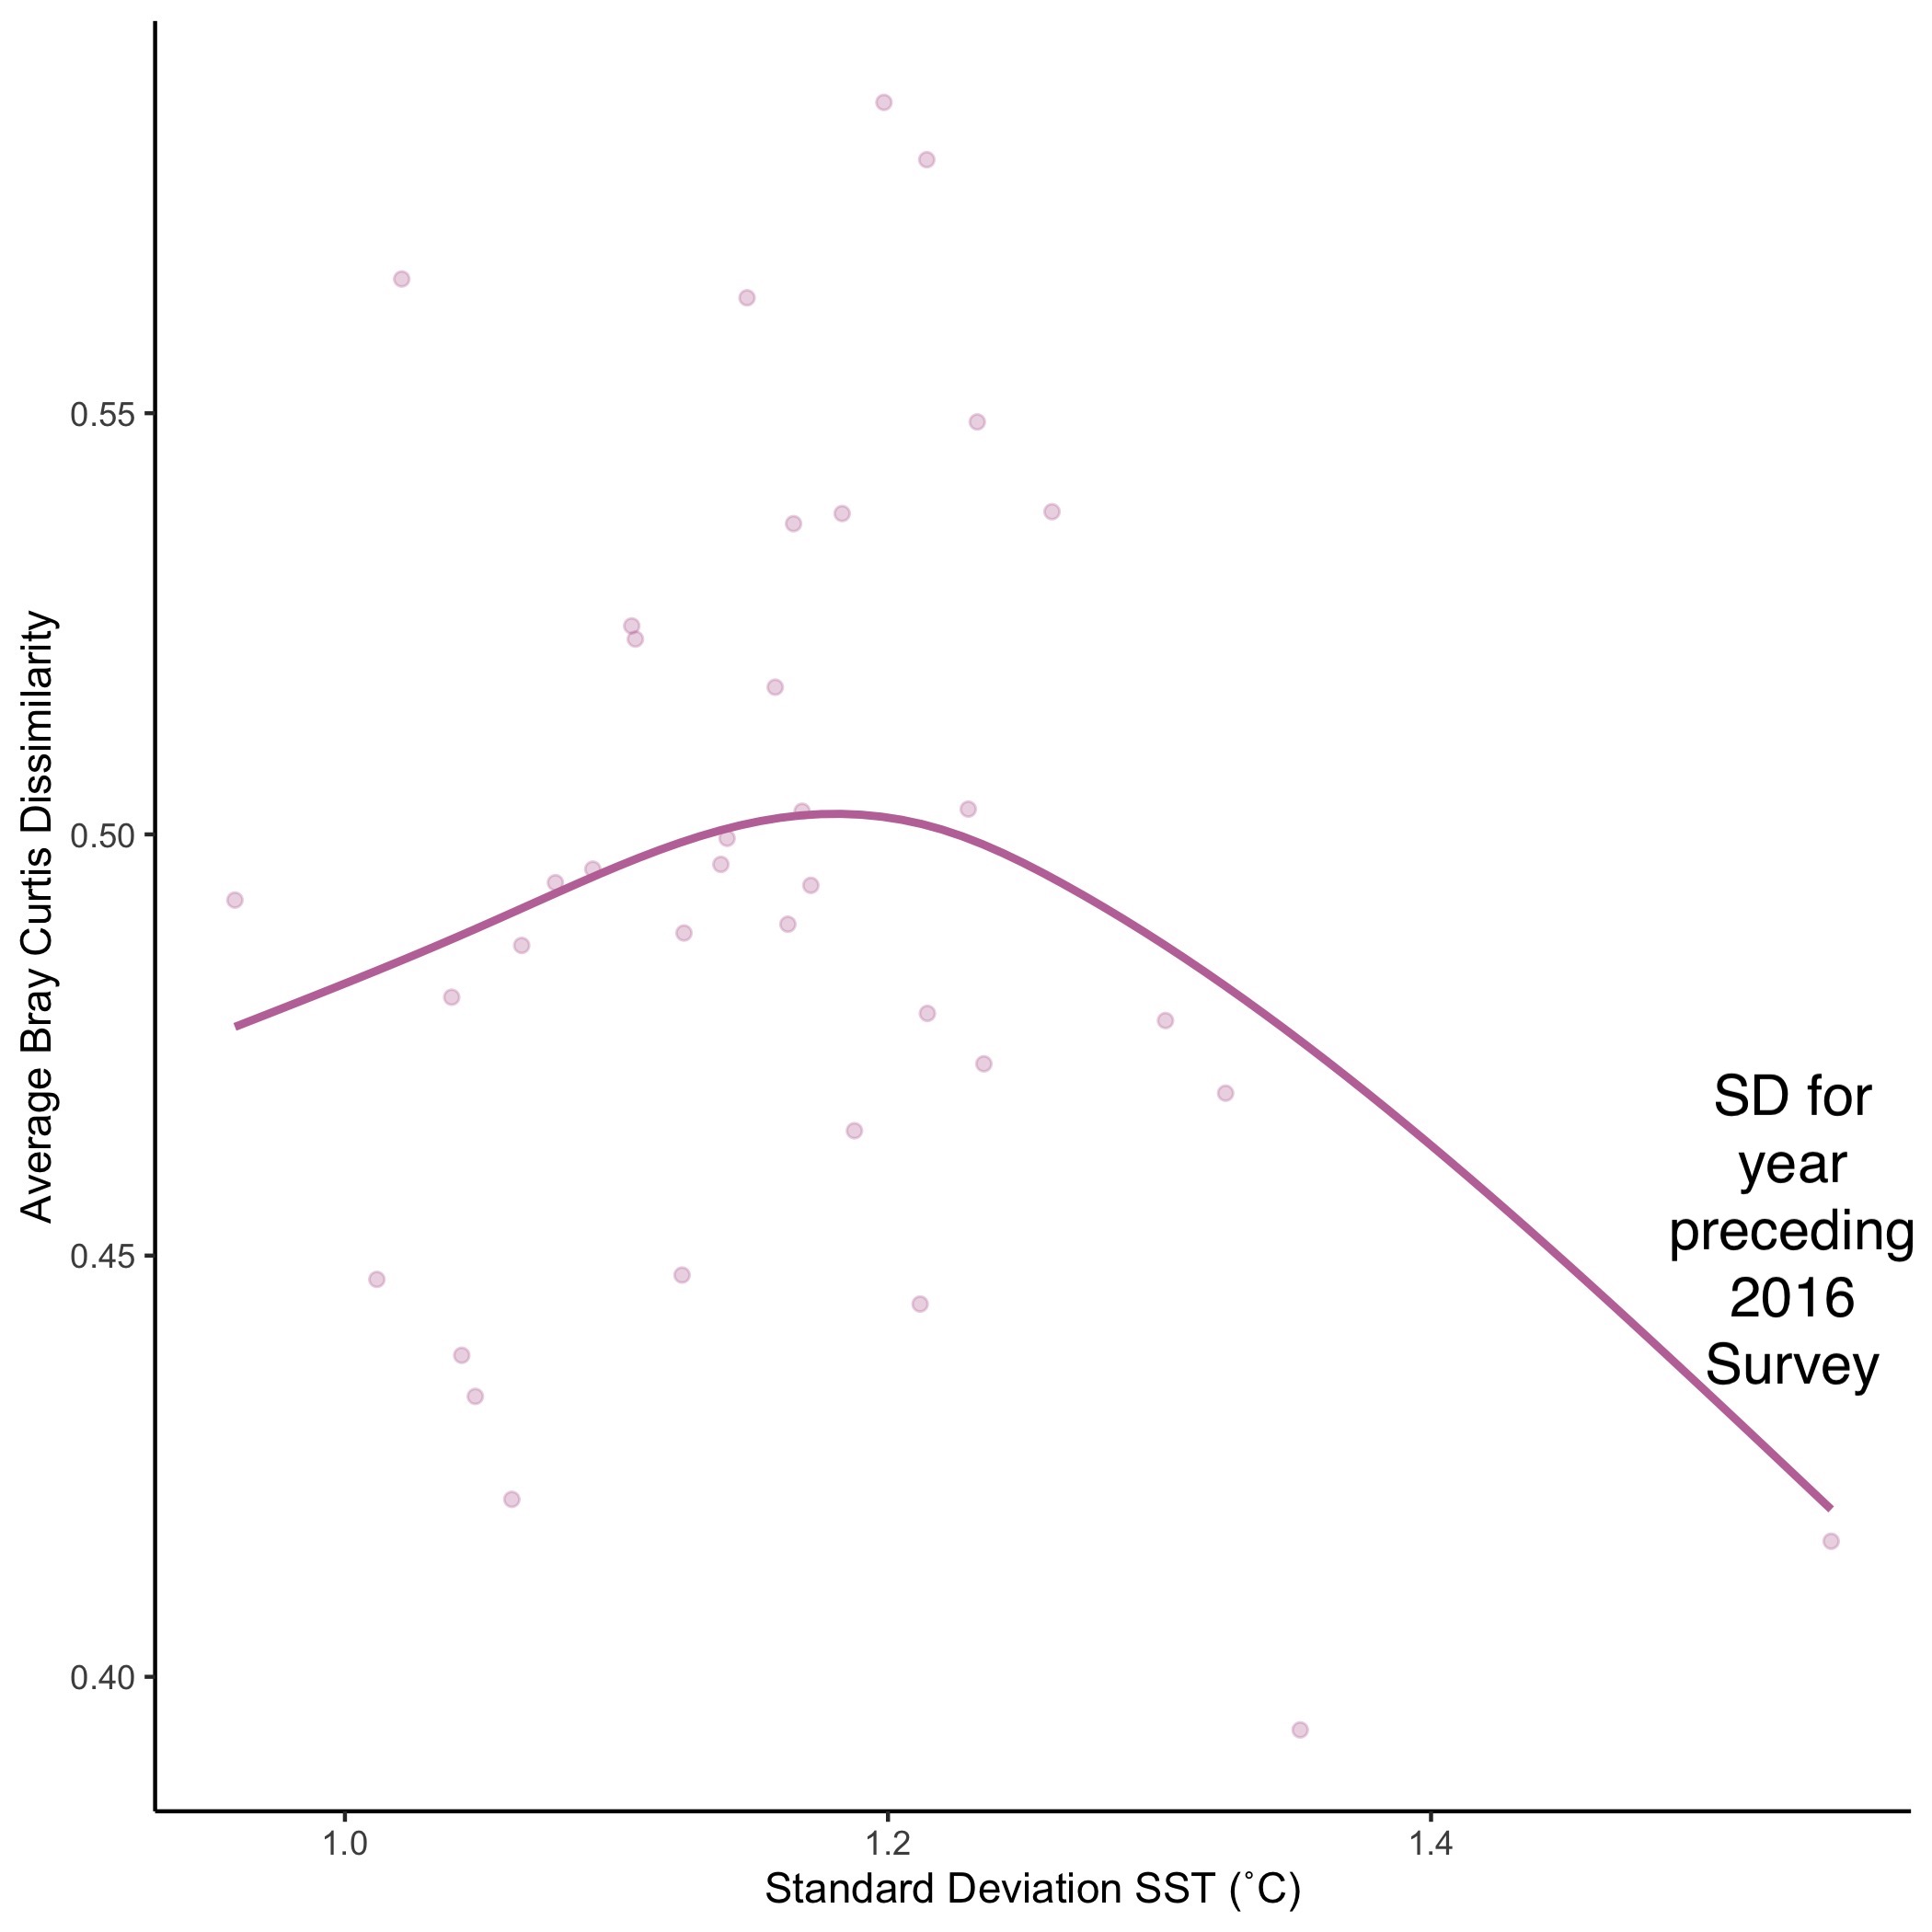 Average Bray Curtis Dissimilarity
0.55
0.50
0.45
0.40
SD for
year
preceding
2016
Survey
1.0
1.2
1.4
Standard Deviation SST (˚C)